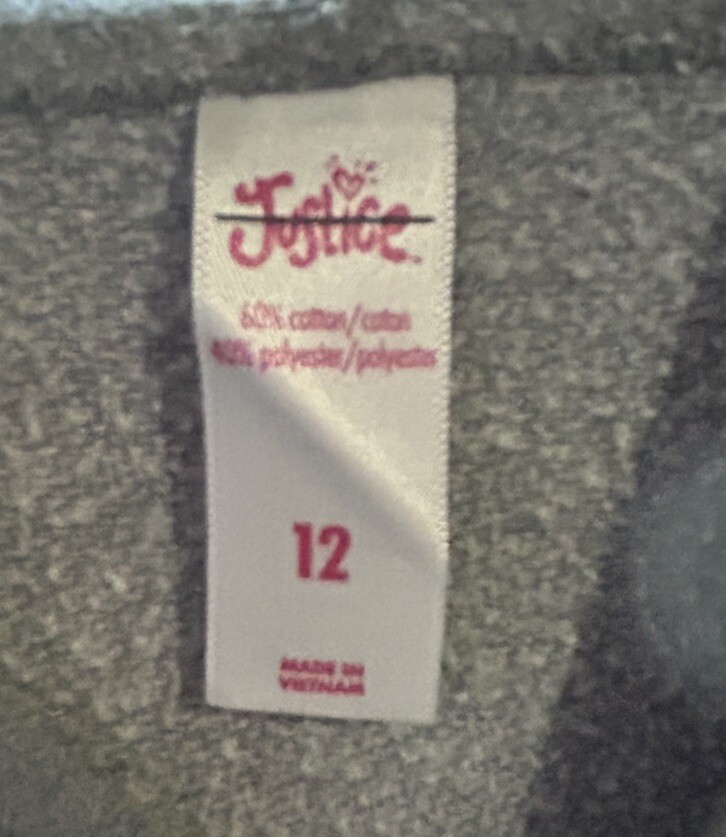 Justice
60% cotton/coton
40% polyester/polyester
12
MADE IN
VIETNAM